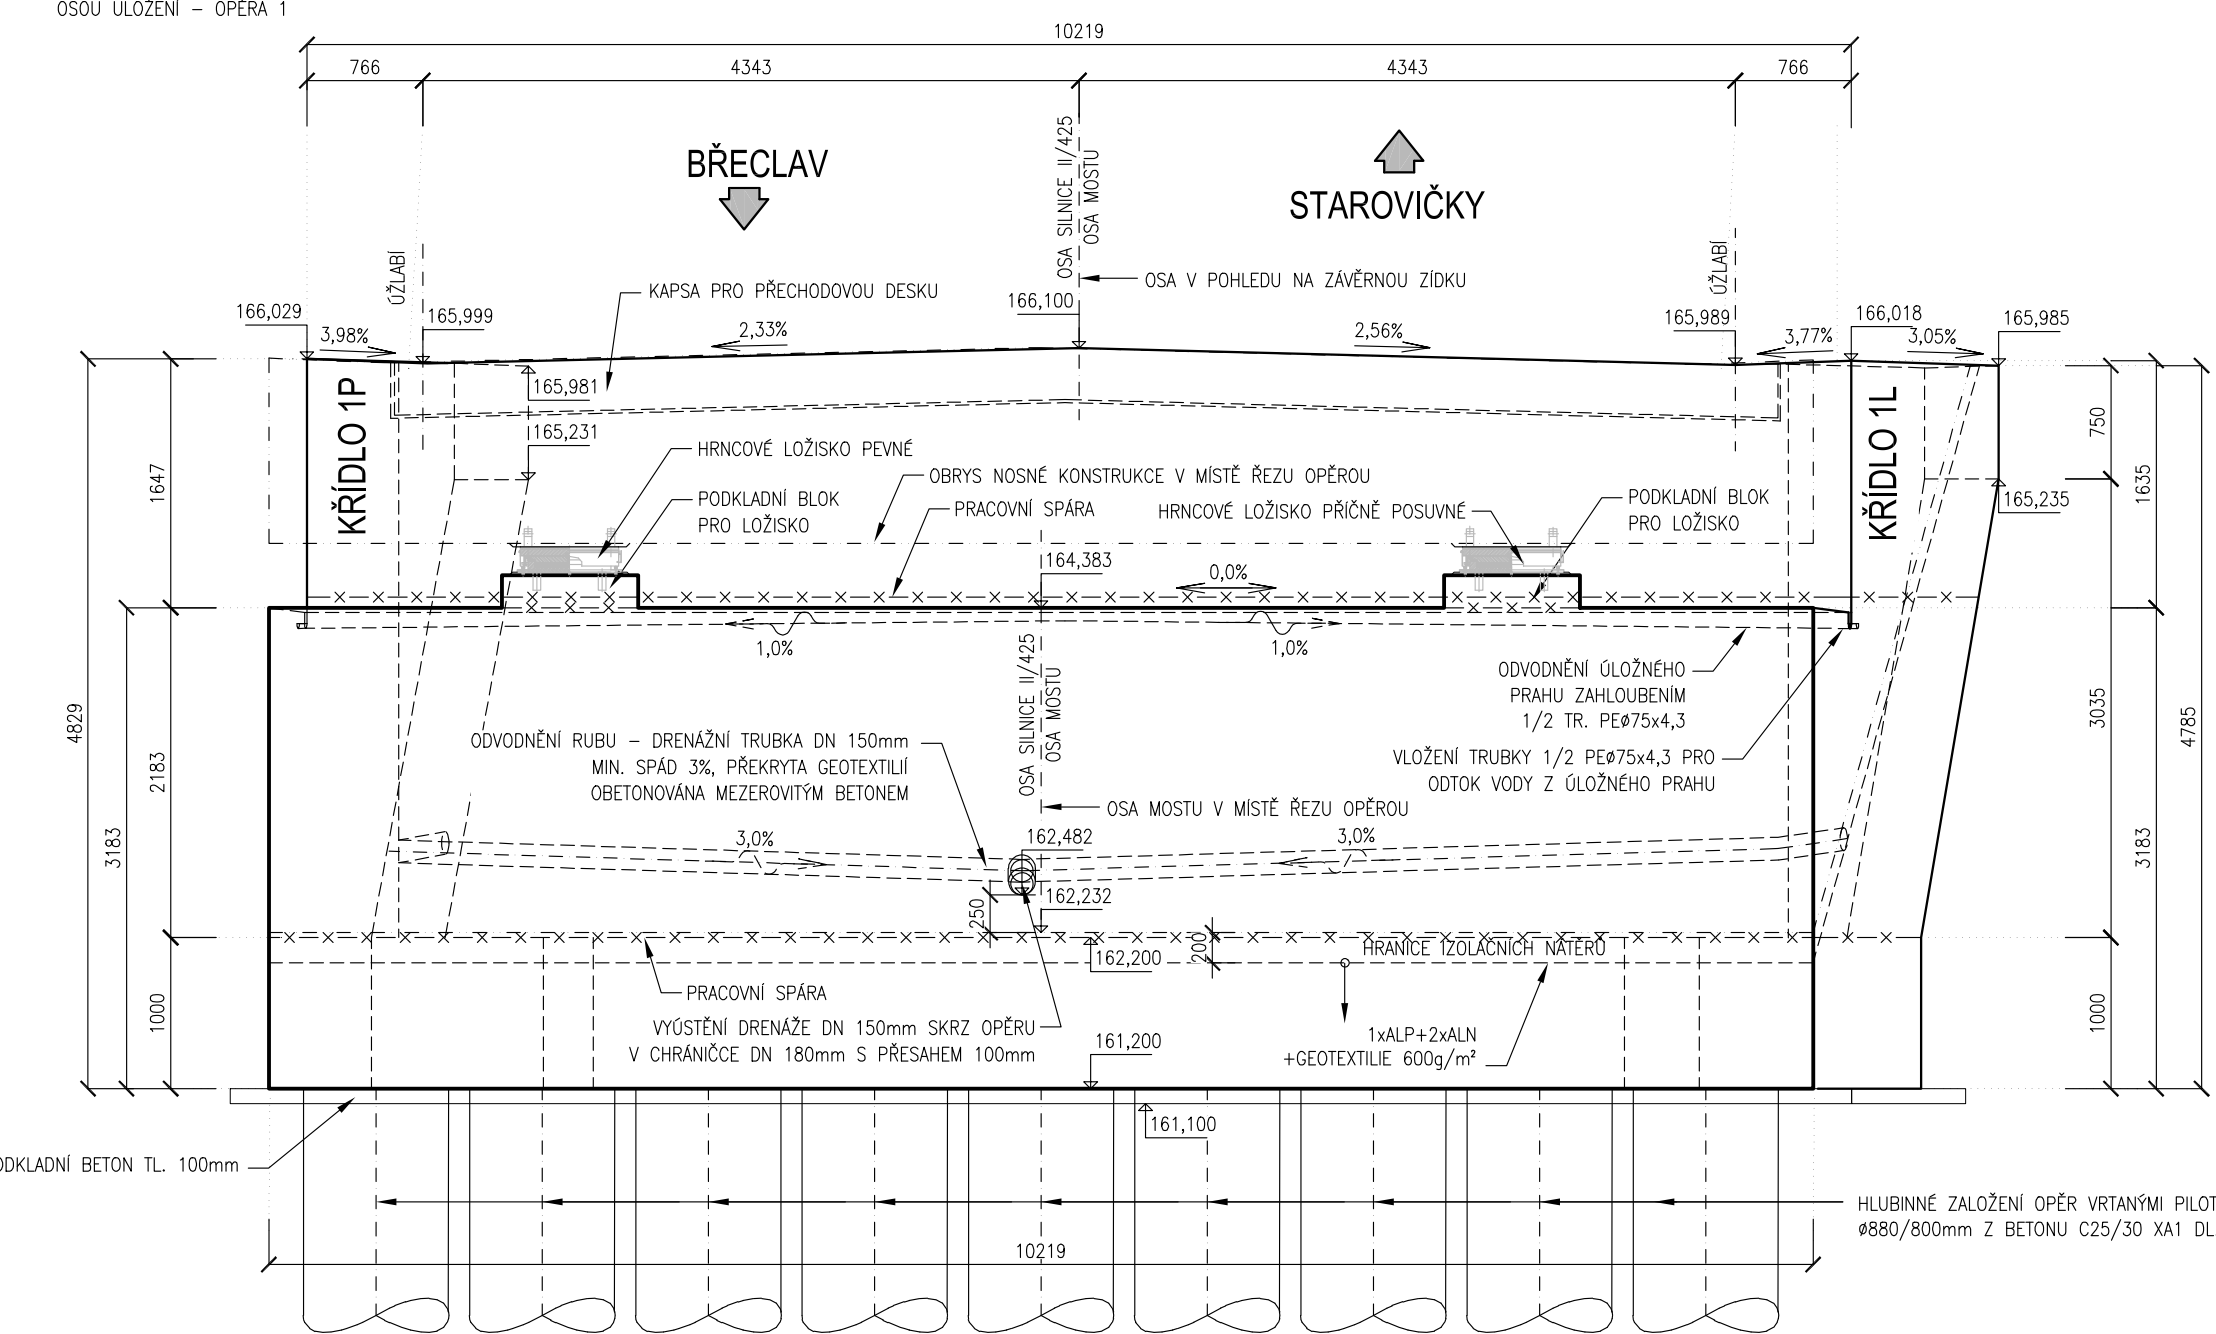 OSOU ULOŽENÍ – OPĚRA 1
10219
766
4343
4343
766
BŘECLAV
STAROVIČKY
OSA SILNICE II/425
OSA MOSTU
ÚŽLABÍ
ÚŽLABÍ
KAPSA PRO PŘECHODOVOU DESKU
OSA V POHLEDU NA ZÁVĚRNOU ZÍDKU
166,029
3,98%
165,999
2,33%
166,100
2,56%
165,989
3,77%
166,018
3,05%
165,985
165,981
165,231
KŘÍDLO 1P
KŘÍDLO 1L
HRNCOVÉ LOŽISKO PEVNÉ
OBRYS NOSNÉ KONSTRUKCE V MÍSTĚ ŘEZU OPĚROU
PODKLADNÍ BLOK
PRO LOŽISKO
PRACOVNÍ SPÁRA
HRNCOVÉ LOŽISKO PŘÍČNĚ POSUVNÉ
PODKLADNÍ BLOK
PRO LOŽISKO
165,235
1647
750
1635
164,383
0,0%
1,0%
1,0%
OSA SILNICE II/425
OSA MOSTU
ODVODNĚNÍ ÚLOŽNÉHO
PRAHU ZAHLOUBENÍM
1/2 TR. PEø75x4,3
VLOŽENÍ TRUBKY 1/2 PEø75x4,3 PRO
ODTOK VODY Z ÚLOŽNÉHO PRAHU
ODVODNĚNÍ RUBU – DRENÁŽNÍ TRUBKA DN 150mm
MIN. SPÁD 3%, PŘEKRYTA GEOTEXTILIÍ
OBETONOVÁNA MEZEROVITÝM BETONEM
OSA MOSTU V MÍSTĚ ŘEZU OPĚROU
4829
2183
3183
3035
4785
3183
3,0%
162,482
3,0%
250
162,232
162,200
200
HRANICE IZOLAČNÍCH NÁTĚRŮ
PRACOVNÍ SPÁRA
1000
1000
VYÚSTĚNÍ DRENÁŽE DN 150mm SKRZ OPĚRU
V CHRÁNIČCE DN 180mm S PŘESAHEM 100mm
161,200
1xALP+2xALN
+GEOTEXTILIE 600g/m²
161,100
ODKLADNÍ BETON TL. 100mm
HLUBINNÉ ZALOŽENÍ OPĚR VRTANÝMI PILOT
ø880/800mm Z BETONU C25/30 XA1 DL
10219